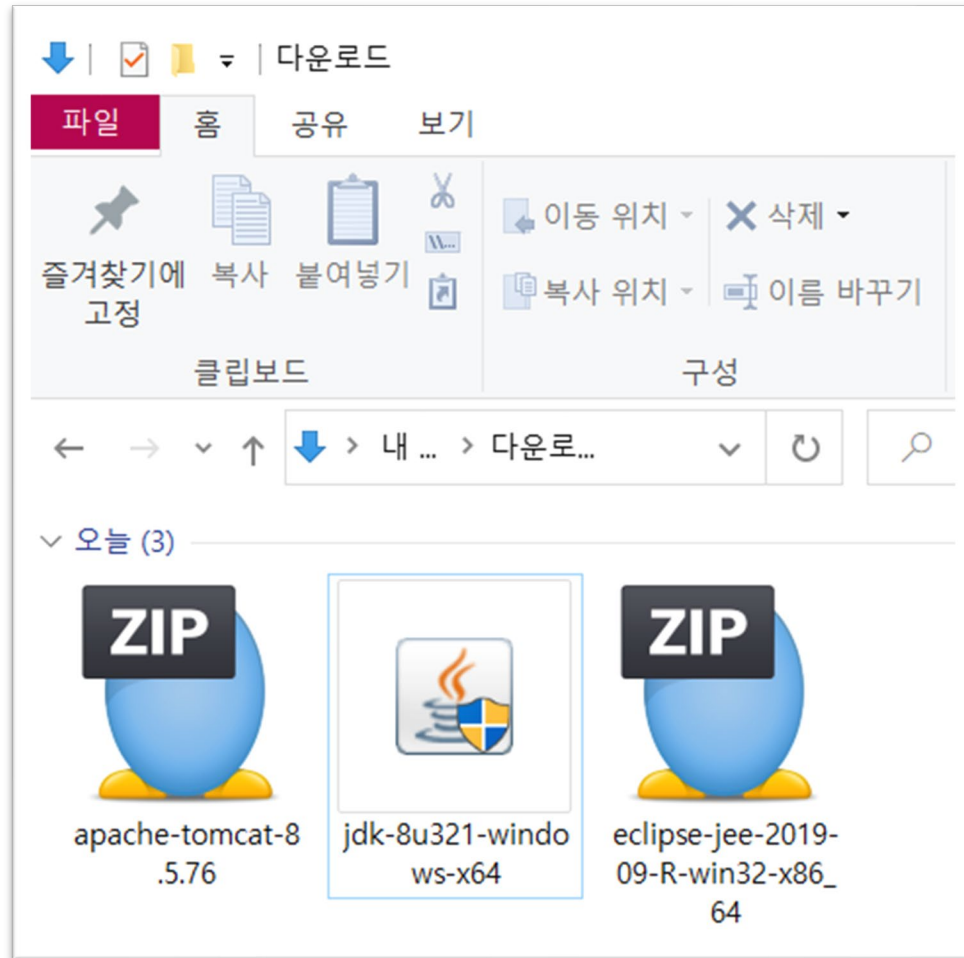 다운로드
파일 홈 공유 보기
이동 위치 삭제
즐겨찾기에 복사 붙여넣기
고정
복사 위치 이름 바꾸기
클립보드 구성
내 ... 다운로...
오늘 (3)
ZIP ZIP
apache-tomcat-8 jdk-8u321-windo eclipse-jee-2019-
.5.76 ws-x64 09-R-win32-x86_
64